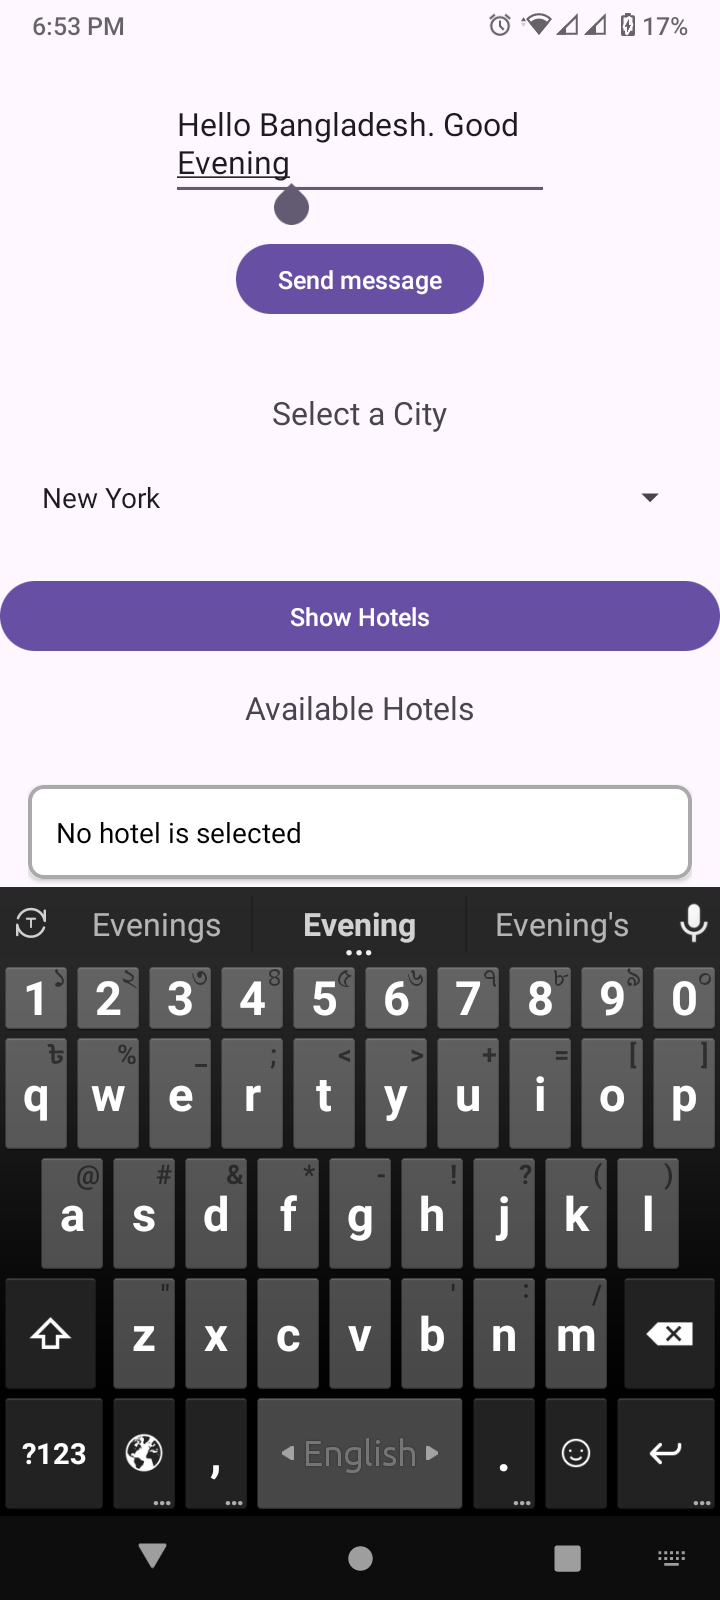 6:53 PM 17%
Hello Bangladesh. Good
Evening
Send message
Select a City
New York
Show Hotels
Available Hotels
No hotel is selected
T Evenings Evening Evening's
1 ১ 2 ২ 3 ৩ 4 ৪ 5 ৫ 6 ৬ 7 ৭ 8 ৮ 9 ৯ 0 ০
q ৳ w % e _ r ; t < y > u + i = o [ p ]
a @ s # d & f * g - h ! j ? k ( l )
z " x c v b ' n : m /
?123 , English .